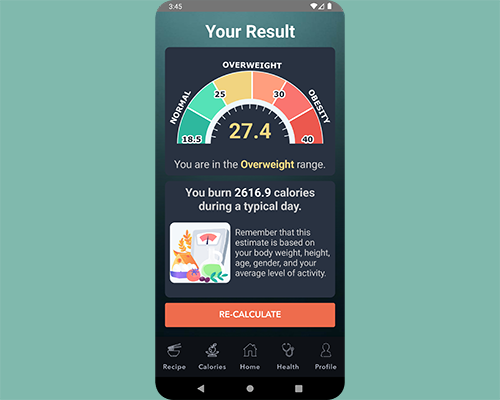 3:45
Your Result
OVERWEIGHT
NORMAL
25
30
OBESITY
18.5
27.4
40
You are in the Overweight range.
You burn 2616.9 calories
during a typical day.
Remember that this
estimate is based on
your body weight, height,
age, gender, and your
average level of activity.
RE-CALCULATE
Recipe
Calories
Home
Health
Profile